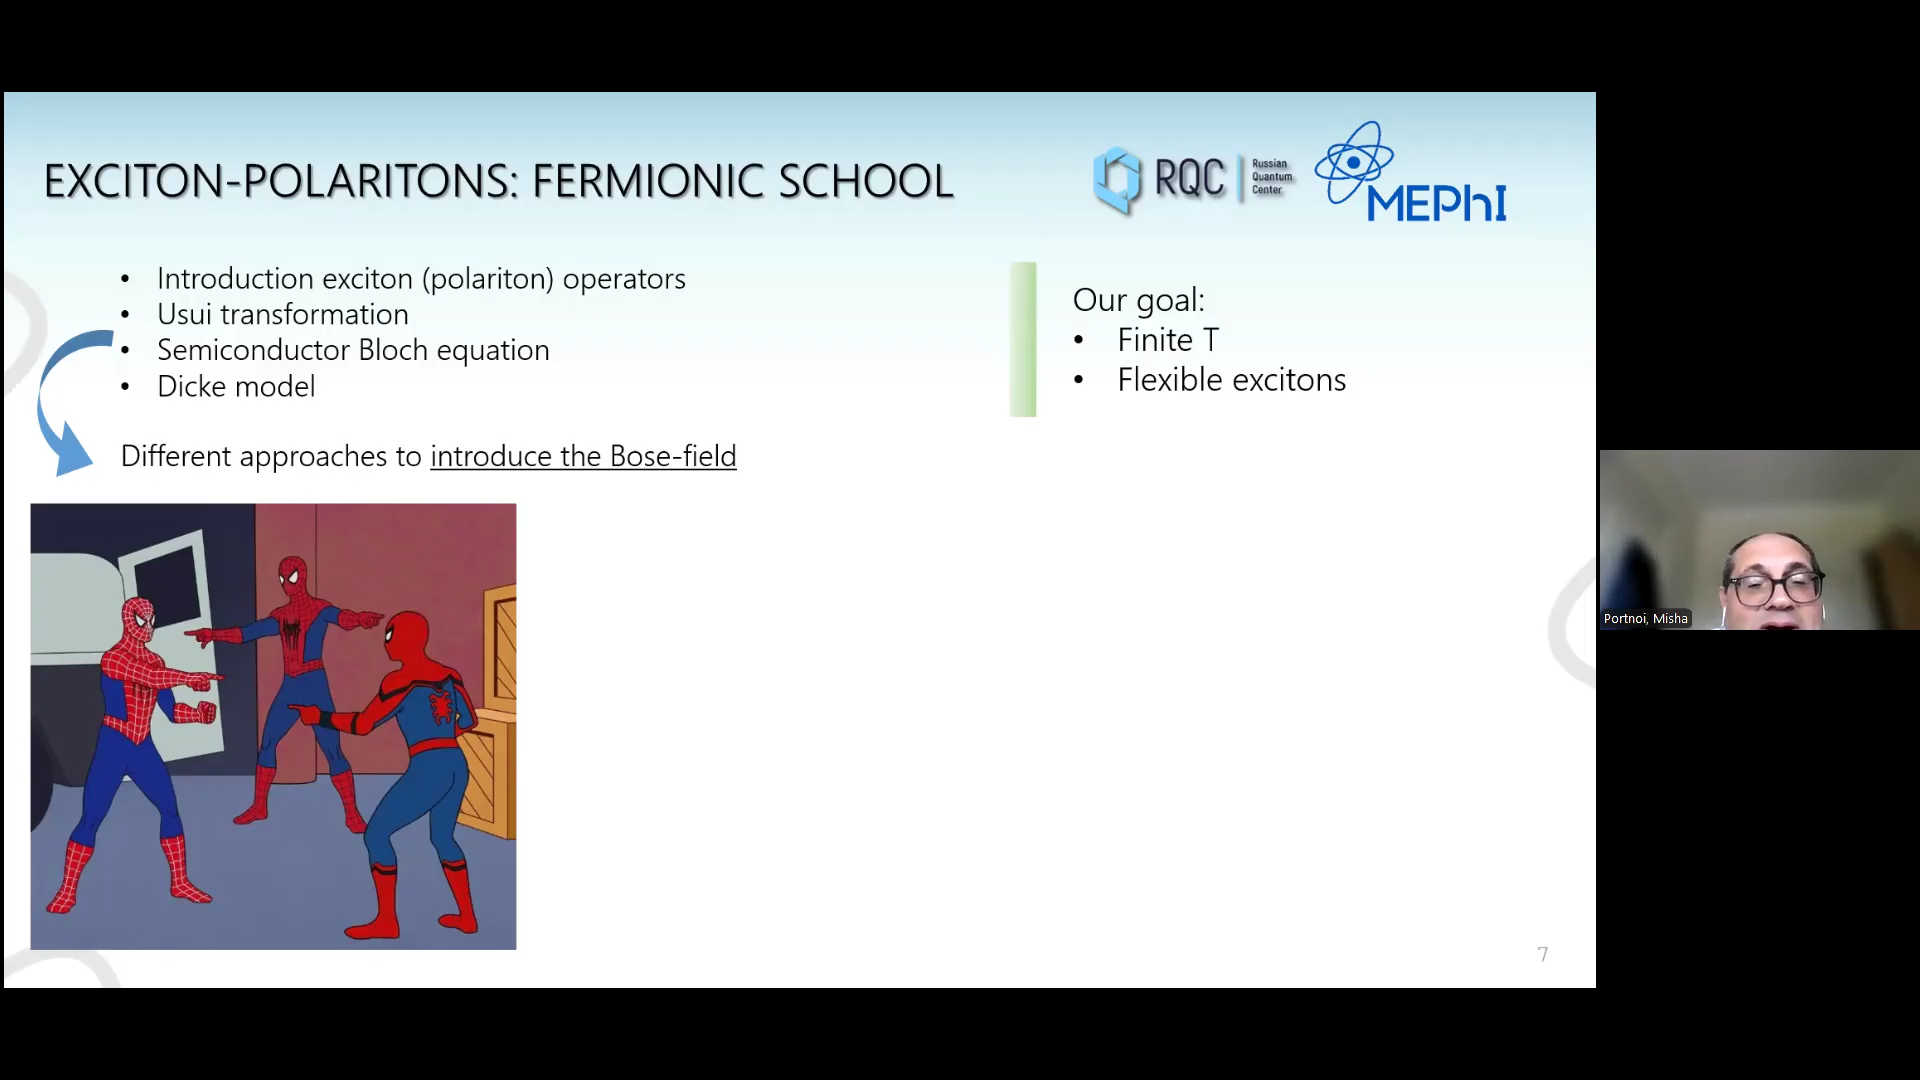 EXCITON-POLARITONS: FERMIONIC SCHOOL
RQC
Russian
Quantum
Center
MEPhI
• Introduction exciton (polariton) operators
• Usui transformation
• Semiconductor Bloch equation
• Dicke model
Different approaches to introduce the Bose-field
Our goal:
• Finite T
• Flexible excitons
7
Portnoi, Misha